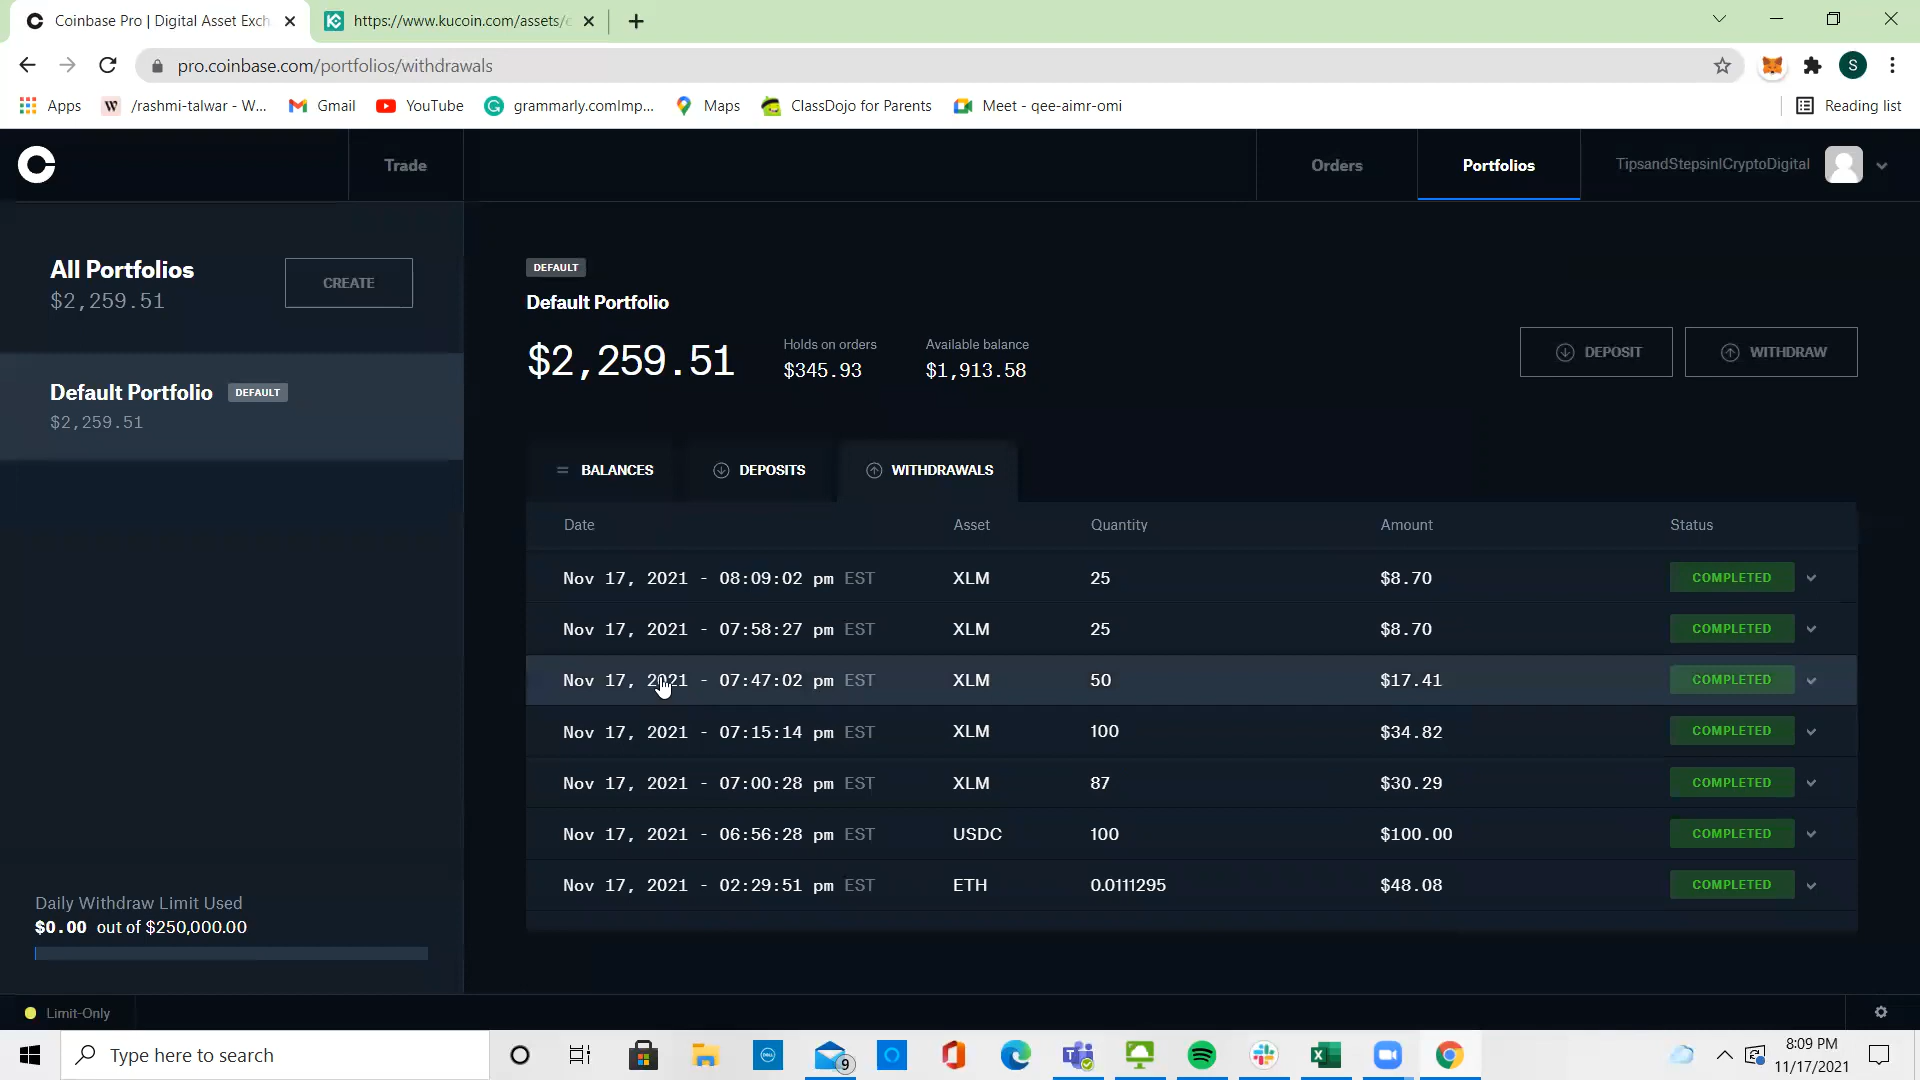 Coinbase Pro | Digital Asset Exch
https://www.kucoin.com/assets/
pro.coinbase.com/portfolios/withdrawals
S
Apps
/rashmi-talwar - W...
Gmail
YouTube
grammarly.comImp...
Maps
ClassDojo for Parents
Meet - qee-aimr-omi
Reading list
Trade
Orders
Portfolios
TipsandStepsinlCryptoDigital
All Portfolios
$2,259.51
CREATE
Default Portfolio DEFAULT
$2,259.51
DEFAULT
Default Portfolio
$2,259.51
Holds on orders
$345.93
Available balance
$1,913.58
DEPOSIT
WITHDRAW
BALANCES
DEPOSITS
WITHDRAWALS
Date Asset Quantity Amount Status
Nov 17, 2021 - 08:09:02 pm EST XLM 25 $8.70 COMPLETED
Nov 17, 2021 - 07:58:27 pm EST XLM 25 $8.70 COMPLETED
Nov 17, 2021 - 07:47:02 pm EST XLM 50 $17.41 COMPLETED
Nov 17, 2021 - 07:15:14 pm EST XLM 100 $34.82 COMPLETED
Nov 17, 2021 - 07:00:28 pm EST XLM 87 $30.29 COMPLETED
Nov 17, 2021 - 06:56:28 pm EST USDC 100 $100.00 COMPLETED
Nov 17, 2021 - 02:29:51 pm EST ETH 0.0111295 $48.08 COMPLETED
Daily Withdraw Limit Used
$0.00 out of $250,000.00
Limit-Only
Type here to search
DELL
9
8:09 PM
11/17/2021